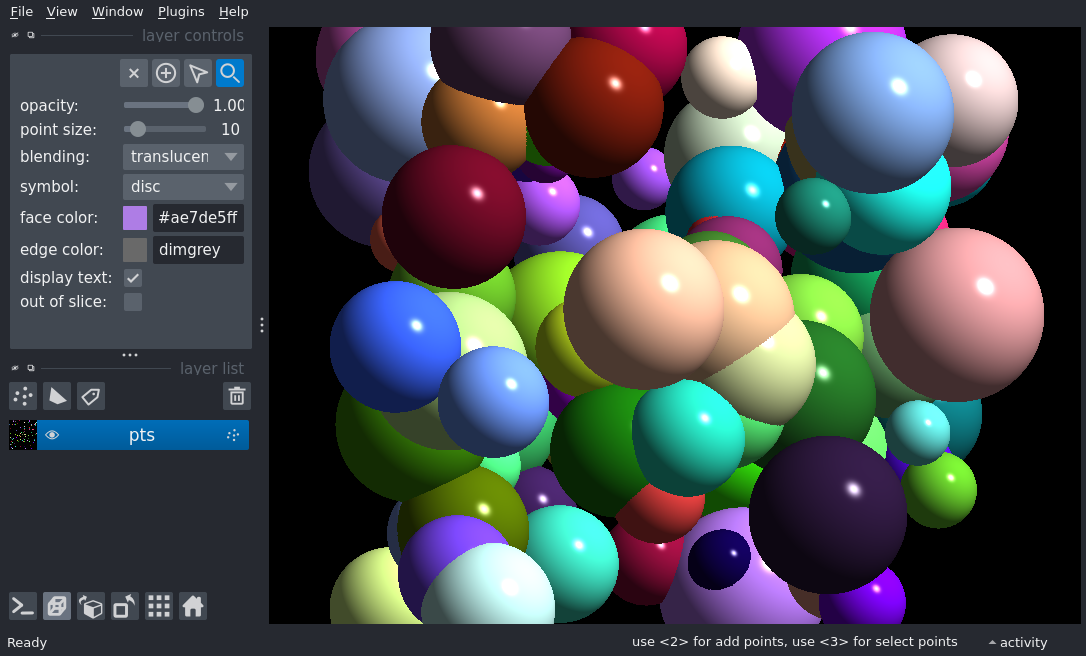 File View Window Plugins Help
layer controls
opacity: 1.00
point size: 10
blending: translucen
symbol: disc
face color: #ae7de5ff
edge color: dimgrey
display text:
out of slice:
layer list
pts
Ready
use <2> for add points, use <3> for select points
activity